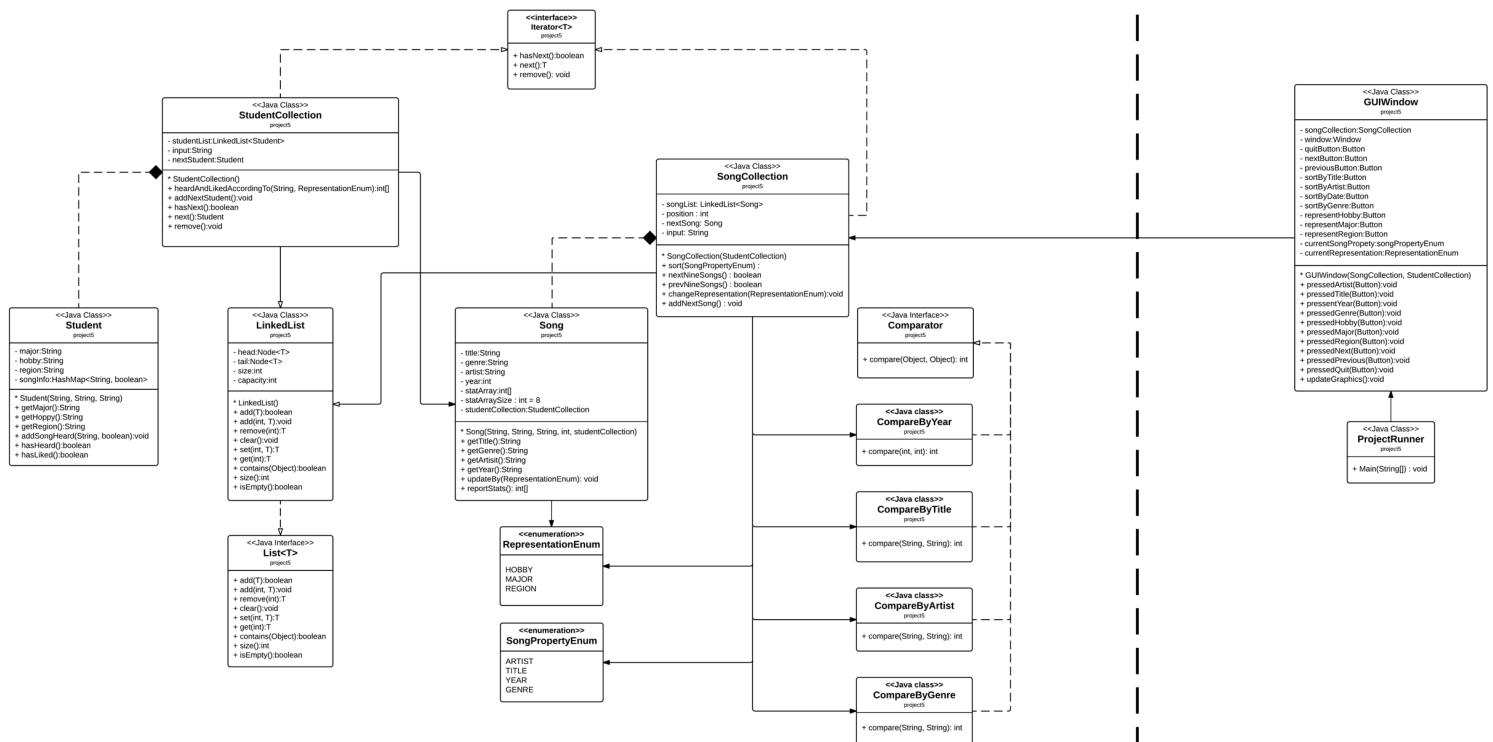 <<interface>>
Iterator<T>
project5
+ hasNext():boolean
+ next():T
+ remove(): void
<<Java Class>>
StudentCollection
project5
- studentList:LinkedList<Student>
- input:String
- nextStudent:Student
* StudentCollection()
+ heardAndLikedAccordingTo(String, RepresentationEnum):int[]
+ addNextStudent():void
+ hasNext():boolean
+ next():Student
+ remove():void
<<Java Class>>
SongCollection
project5
- songList: LinkedList<Song>
- position : int
- nextSong: Song
- input: String
* SongCollection(StudentCollection)
+ sort(SongPropertyEnum) :
+ nextNineSongs() : boolean
+ prevNineSongs() : boolean
+ changeRepresentation(RepresentationEnum):void
+ addNextSong() : void
<<Java Class>>
GUIWindow
project5
- songCollection:SongCollection
- window:Window
- quitButton:Button
- nextButton:Button
- previousButton:Button
- sortByTitle:Button
- sortByArtist:Button
- sortByDate:Button
- sortByGenre:Button
- representHobby:Button
- representMajor:Button
- representRegion:Button
- currentSongPropety:songPropertyEnum
- currentRepresentation:RepresentationEnum
* GUIWindow(SongCollection, StudentCollection)
+ pressedArtist(Button):void
+ pressedTitle(Button):void
+ presentYear(Button):void
+ pressedGenre(Button):void
+ pressedHobby(Button):void
+ pressedMajor(Button):void
+ pressedRegion(Button):void
+ pressedNext(Button):void
+ pressedPrevious(Button):void
+ pressedQuit(Button):void
+ updateGraphics():void
<<Java Class>>
Student
project5
- major:String
- hobby:String
- region:String
- songInfo:HashMap<String, boolean>
* Student(String, String, String)
+ getMajor():String
+ getHoppy():String
+ getRegion():String
+ addSongHeard(String, boolean):void
+ hasHeard():boolean
+ hasLiked():boolean
<<Java Class>>
LinkedList
project5
- head:Node<T>
- tail:Node<T>
- size:int
- capacity:int
* LinkedList()
+ add(T):boolean
+ add(int, T):void
+ remove(int):T
+ clear():void
+ set(int, T):T
+ get(int):T
+ contains(Object):boolean
+ size():int
+ isEmpty():boolean
<<Java Class>>
Song
project5
- title:String
- genre:String
- artist:String
- year:int
- statArray:int[]
- statArraySize : int = 8
- studentCollection:StudentCollection
* Song(String, String, String, int, studentCollection)
+ getTitle():String
+ getGenre():String
+ getArtisit():String
+ getYear():String
+ updateBy(RepresentationEnum): void
+ reportStats(): int[]
<<Java Interface>>
Comparator
project5
+ compare(Object, Object): int
<<Java class>>
CompareByYear
project5
+ compare(int, int): int
<<Java Class>>
ProjectRunner
project5
+ Main(String[]) : void
<<Java class>>
CompareByTitle
project5
+ compare(String, String): int
<<Java Interface>>
List<T>
project5
+ add(T):boolean
+ add(int, T):void
+ remove(int):T
+ clear():void
+ set(int, T):T
+ get(int):T
+ contains(Object):boolean
+ size():int
+ isEmpty():boolean
<<enumeration>>
RepresentationEnum
HOBBY
MAJOR
REGION
<<Java class>>
CompareByArtist
project5
+ compare(String, String): int
<<enumeration>>
SongPropertyEnum
ARTIST
TITLE
YEAR
GENRE
<<Java class>>
CompareByGenre
project5
+ compare(String, String): int